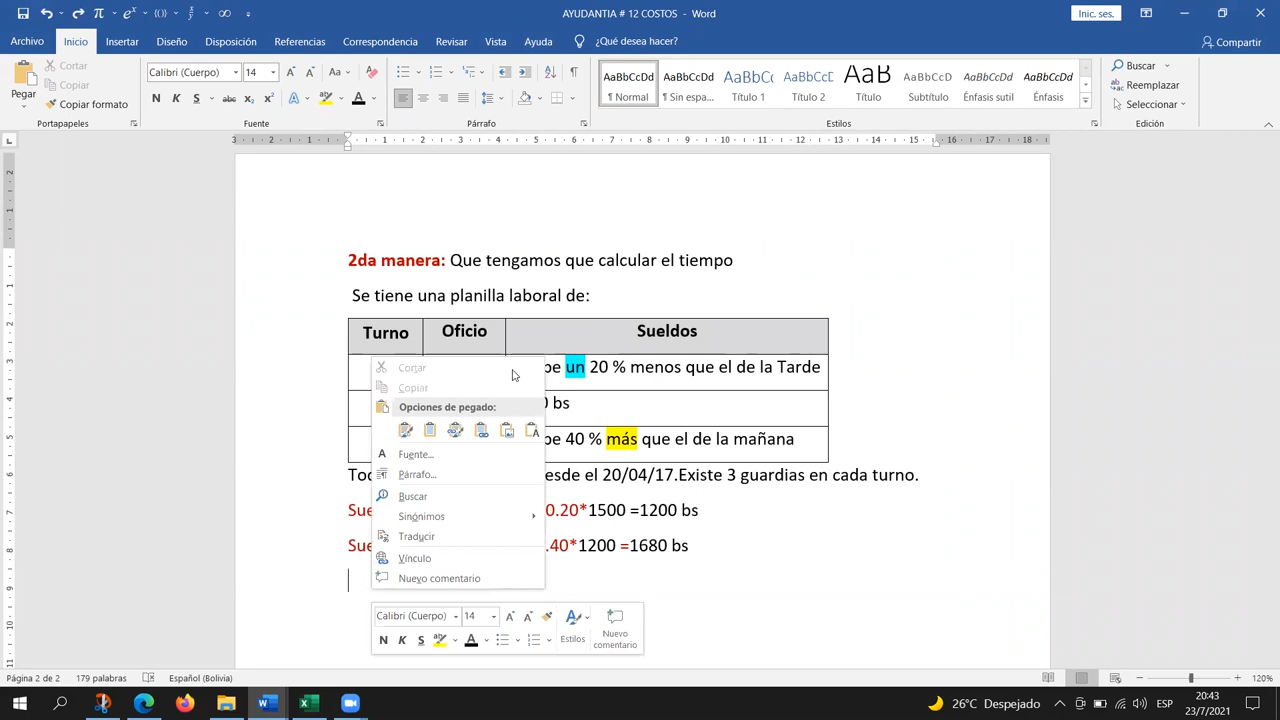 AYUDANTIA # 12 COSTOS - Word
Inic. ses.
Archivo Inicio Insertar Diseño Disposición Referencias Correspondencia Revisar Vista Ayuda ¿Qué desea hacer? Compartir
Pegar
Cortar
Copiar
Copiar formato
Calibri (Cuerpo) 14
AaBbCcDd AaBbCcDd AaBbCc AaBbCcC AaB AaBbCcD AaBbCcDd AaBbCcDd
¶ Normal ¶ Sin espa... Título 1 Título 2 Título Subtítulo Énfasis sutil Énfasis
Buscar
Reemplazar
Seleccionar
Portapapeles Fuente Párrafo Estilos Edición
2da manera: Que tengamos que calcular el tiempo
Se tiene una planilla laboral de:
Turno Oficio Sueldos
be un 20 % menos que el de la Tarde
0 bs
be 40 % más que el de la mañana
Tod esde el 20/04/17.Existe 3 guardias en cada turno.
Sue 0.20*1500 =1200 bs
Sue .40*1200 =1680 bs
Cortar
Copiar
Opciones de pegado:
Fuente...
Párrafo...
Buscar
Sinónimos
Traducir
Vínculo
Nuevo comentario
Calibri (Cuerpo) 14
N K S
Estilos
Nuevo comentario
Página 2 de 2 179 palabras Español (Bolivia) 120%
26°C Despejado ESP
20:43
23/7/2021